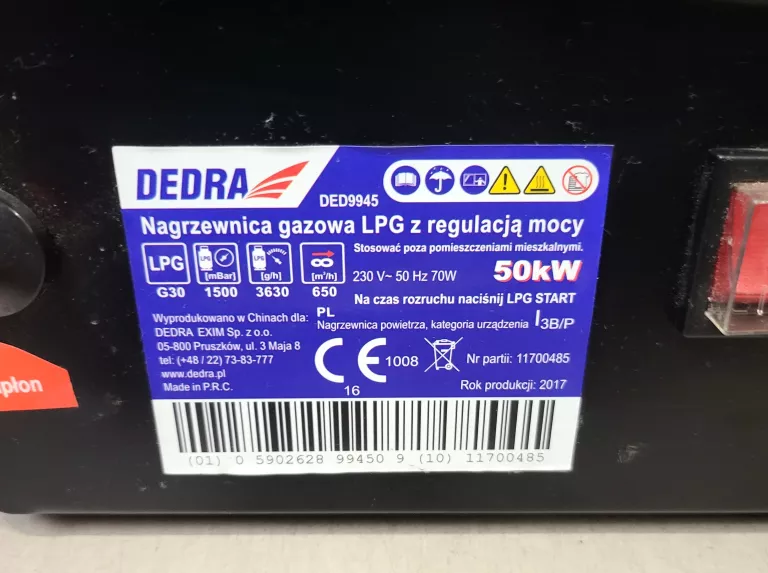 DEDRA
DED9945
Nagrzewnica gazowa LPG z regulacją mocy
Stosować poza pomieszczeniami mieszkalnymi.
LPG [mBar] [g/h] [m³/h]
G30 1500 3630 650
230 V~ 50 Hz 70W 50kW
Na czas rozruchu naciśnij LPG START
Wyprodukowano w Chinach dla:
DEDRA EXIM Sp. z o.o.
05-800 Pruszków, ul. 3 Maja 8
tel: (+48 / 22) 73-83-777
www.dedra.pl
Made in P.R.C.
PL
Nagrzewnica powietrza, kategoria urządzenia I3B/P
CE 1008
16
Nr partii: 11700485
Rok produkcji: 2017
(01) 0 5902628 99450 9 (10) 11700485
płon